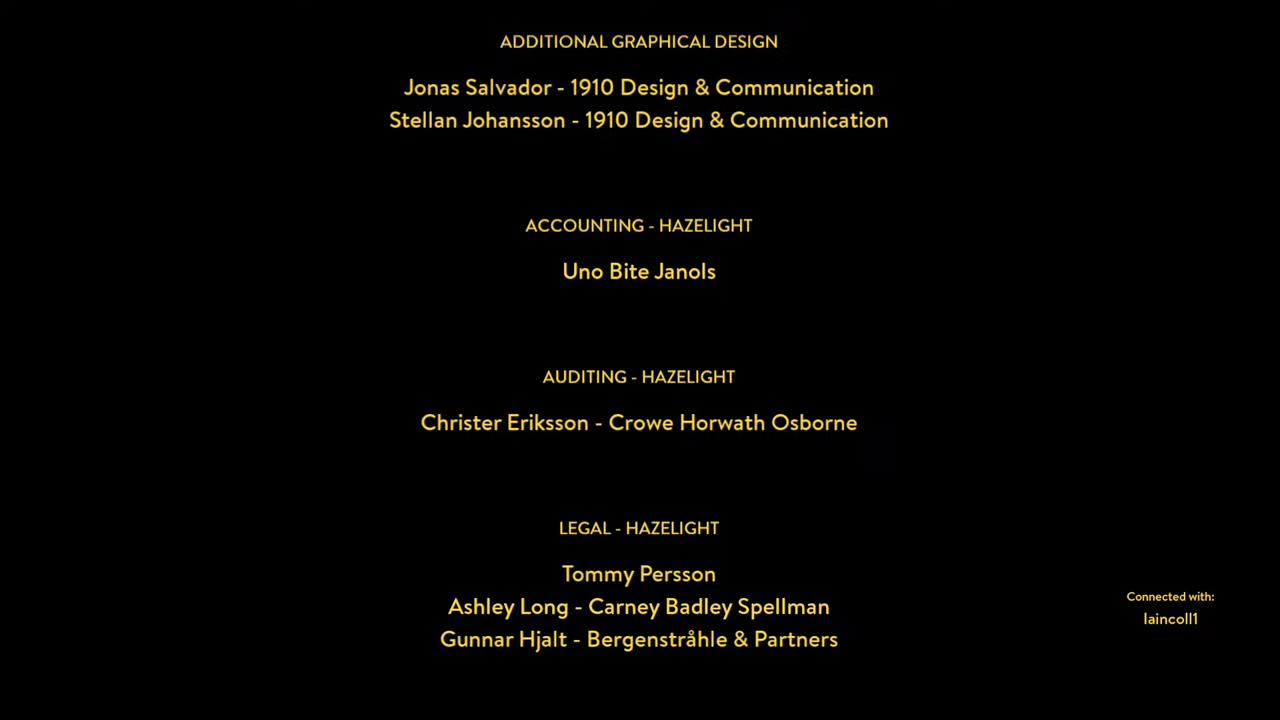 ADDITIONAL GRAPHICAL DESIGN
Jonas Salvador - 1910 Design & Communication
Stellan Johansson - 1910 Design & Communication
ACCOUNTING - HAZELIGHT
Uno Bite Janols
AUDITING - HAZELIGHT
Christer Eriksson - Crowe Horwath Osborne
LEGAL - HAZELIGHT
Tommy Persson
Ashley Long - Carney Badley Spellman
Gunnar Hjalt - Bergenstråhle & Partners
Connected with:
Iaincoll1